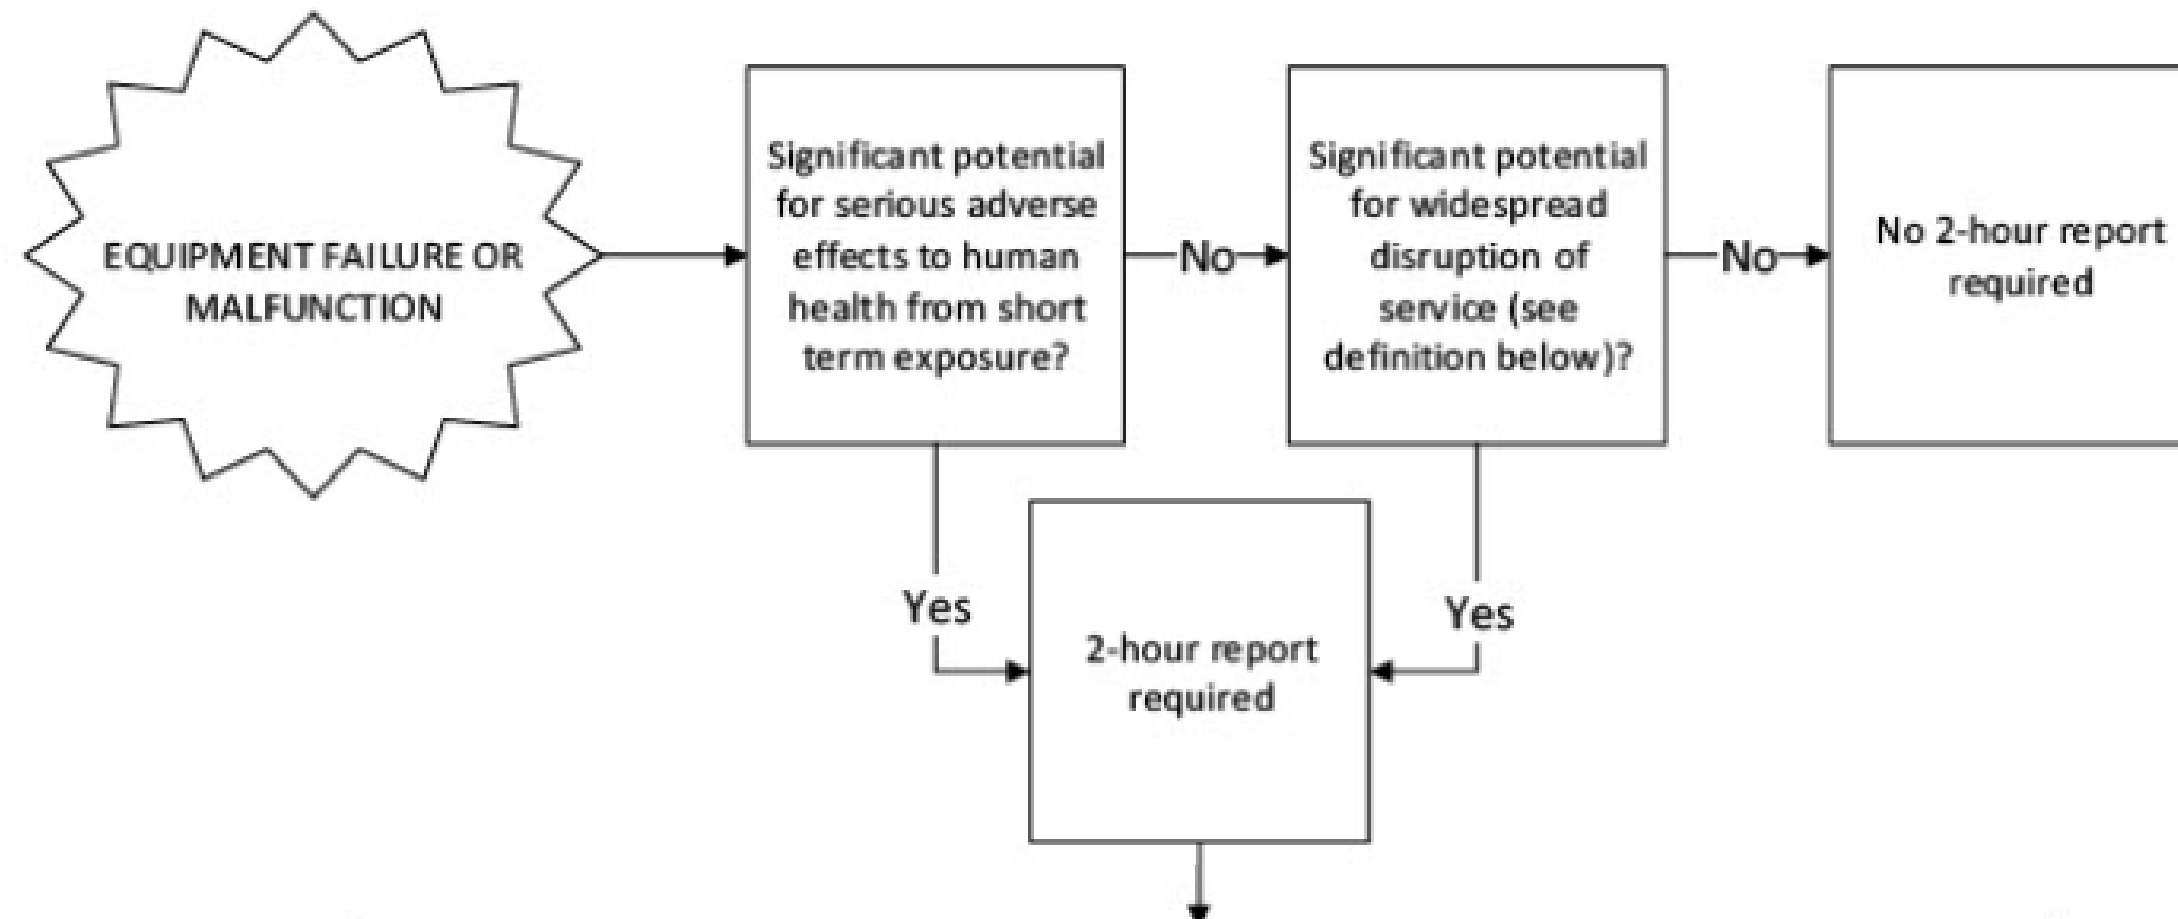 EQUIPMENT FAILURE OR
MALFUNCTION
Significant potential
for serious adverse
effects to human
health from short
term exposure?
No
Significant potential
for widespread
disruption of
service (see
definition below)?
No
No 2-hour report
required
Yes
2-hour report
required
Yes